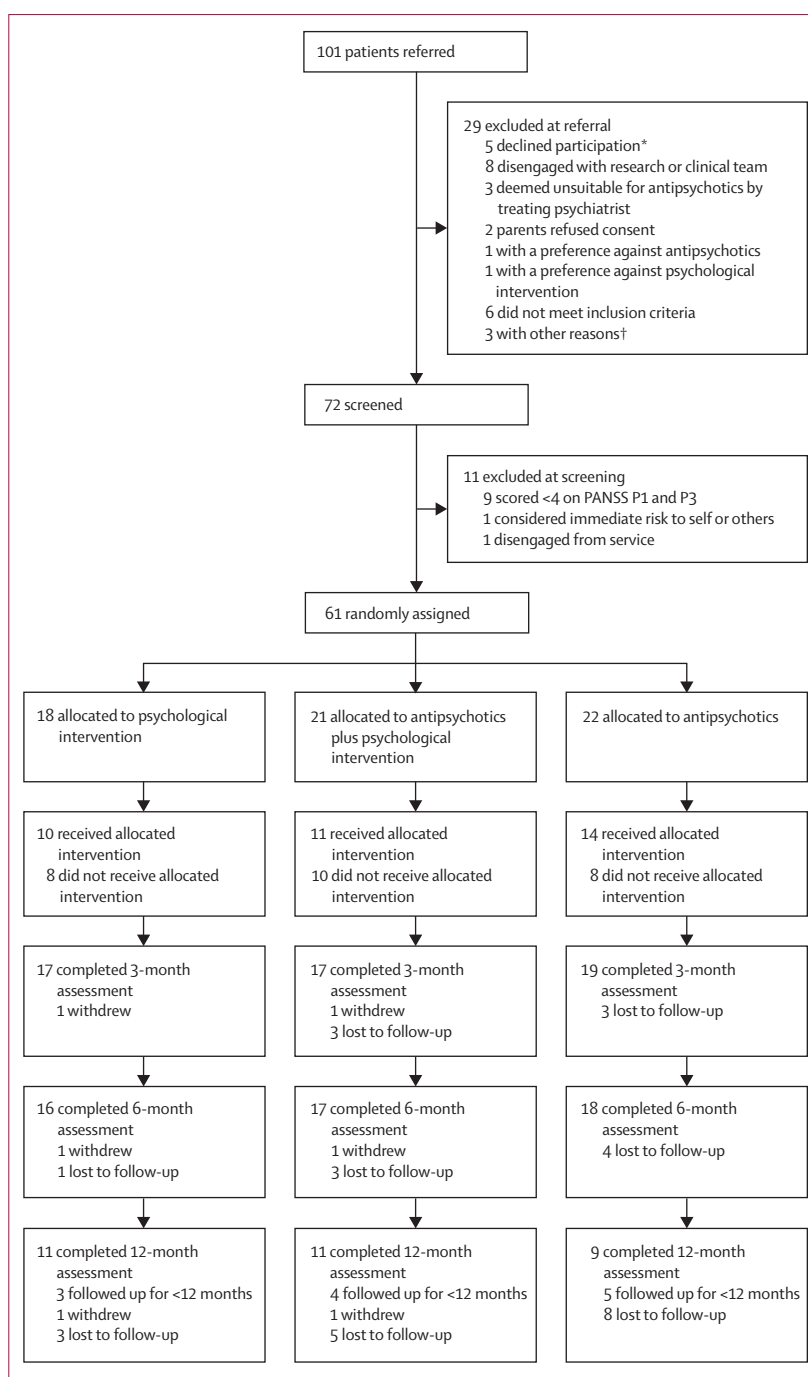 101 patients referred
29 excluded at referral
5 declined participation*
8 disengaged with research or clinical team
3 deemed unsuitable for antipsychotics by
treating psychiatrist
2 parents refused consent
1 with a preference against antipsychotics
1 with a preference against psychological
intervention
6 did not meet inclusion criteria
3 with other reasons†
72 screened
11 excluded at screening
9 scored <4 on PANSS P1 and P3
1 considered immediate risk to self or others
1 disengaged from service
61 randomly assigned
18 allocated to psychological
intervention
21 allocated to antipsychotics
plus psychological
intervention
22 allocated to antipsychotics
10 received allocated
intervention
8 did not receive allocated
intervention
11 received allocated
intervention
10 did not receive allocated
intervention
14 received allocated
intervention
8 did not receive allocated
intervention
17 completed 3-month
assessment
1 withdrew
17 completed 3-month
assessment
1 withdrew
3 lost to follow-up
19 completed 3-month
assessment
3 lost to follow-up
16 completed 6-month
assessment
1 withdrew
1 lost to follow-up
17 completed 6-month
assessment
1 withdrew
3 lost to follow-up
18 completed 6-month
assessment
4 lost to follow-up
11 completed 12-month
assessment
3 followed up for <12 months
1 withdrew
3 lost to follow-up
11 completed 12-month
assessment
4 followed up for <12 months
1 withdrew
5 lost to follow-up
9 completed 12-month
assessment
5 followed up for <12 months
8 lost to follow-up